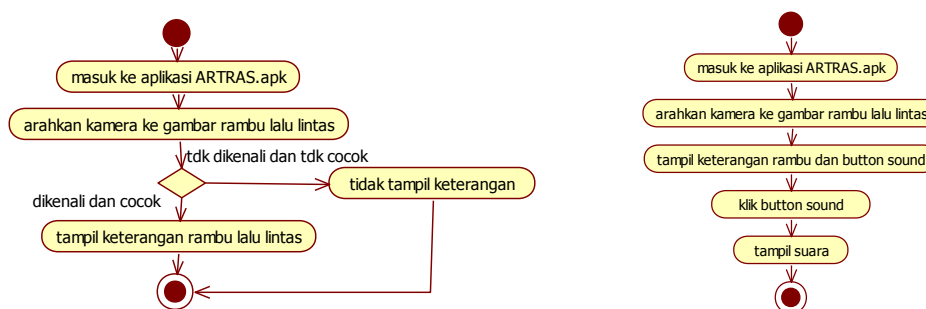 masuk ke aplikasi ARTRAS.apk
arahkan kamera ke gambar rambu lalu lintas
tdk dikenali dan tdk cocok
tidak tampil keterangan
dikenali dan cocok
tampil keterangan rambu lalu lintas
masuk ke aplikasi ARTRAS.apk
arahkan kamera ke gambar rambu lalu lintas
tampil keterangan rambu dan button sound
klik button sound
tampil suara